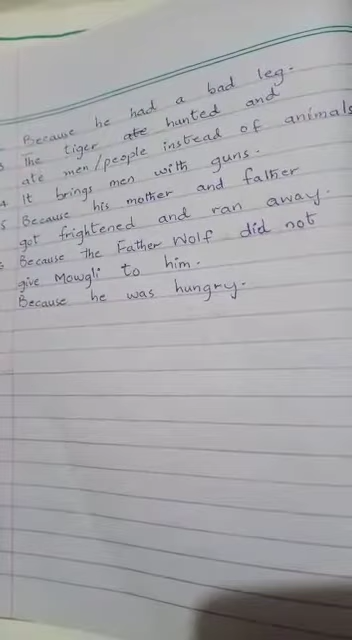 Because he had a bad leg.
The tiger ate hunted and
ate men/people instead of animals
It brings men with guns.
5 Because his mother and father
got frightened and ran away.
Because the Father Wolf did not
give Mowgli to him.
Because he was hungry.